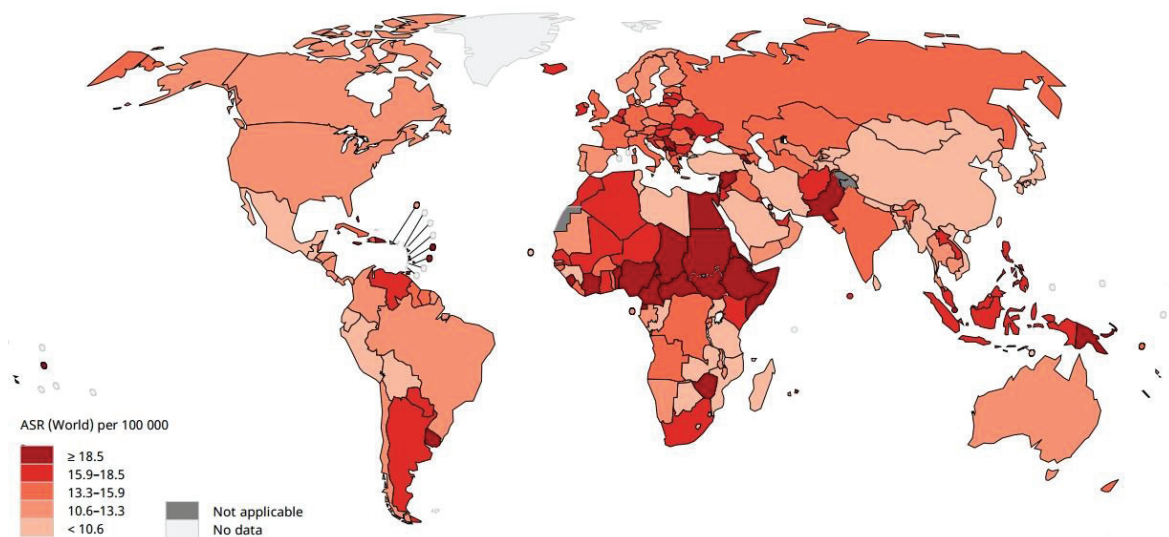 ASR (World) per 100 000
≥ 18.5
15.9–18.5
13.3–15.9
10.6–13.3
< 10.6
Not applicable
No data